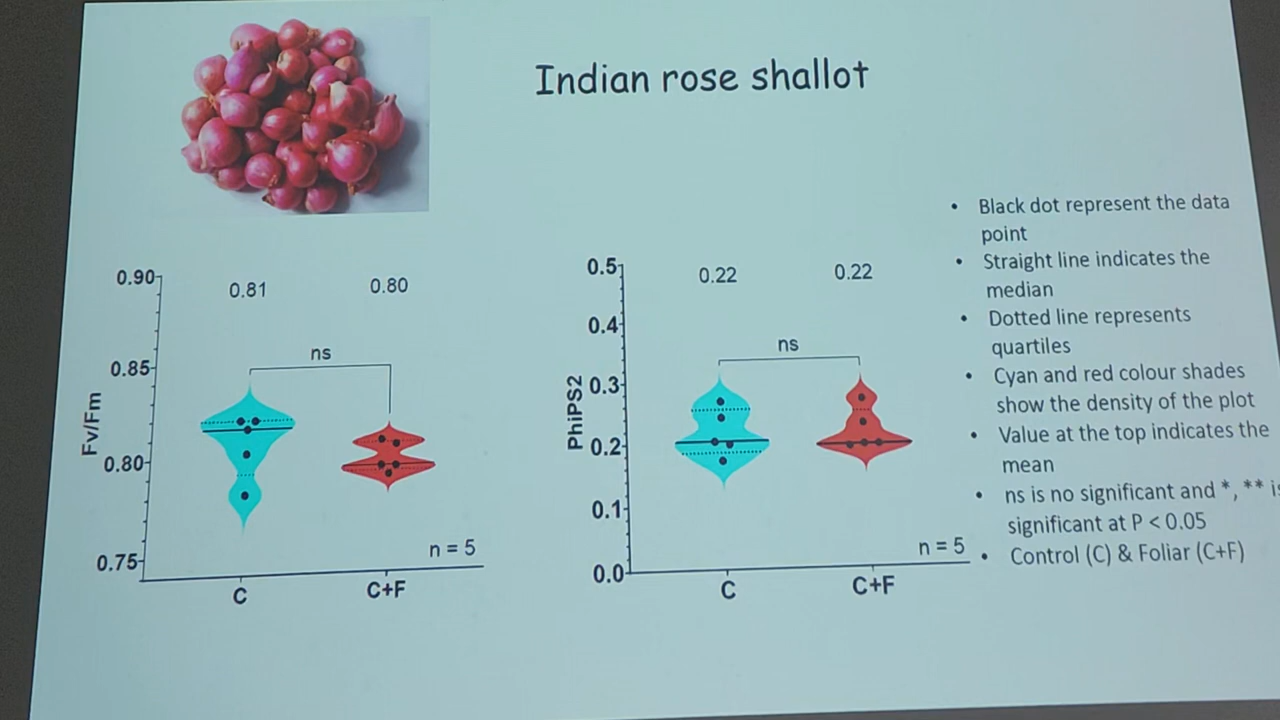 Indian rose shallot
0.90
0.85
0.80
0.75
Fv/Fm
0.81
0.80
ns
n = 5
C
C+F
0.5
0.4
0.3
0.2
0.1
0.0
PhiPS2
0.22
0.22
ns
n = 5
C
C+F
• Black dot represent the data
point
• Straight line indicates the
median
• Dotted line represents
quartiles
• Cyan and red colour shades
show the density of the plot
• Value at the top indicates the
mean
• ns is no significant and *, ** is
significant at P < 0.05
• Control (C) & Foliar (C+F)